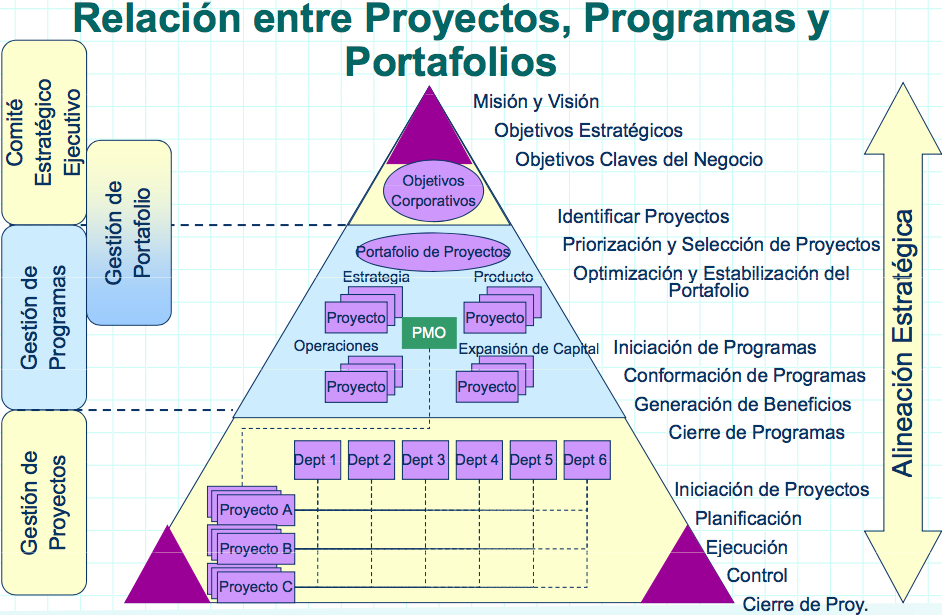 Relación entre Proyectos, Programas y
Portafolios
Comité
Estratégico
Ejecutivo
Gestión de
Portafolio
Gestión de
Programas
Gestión de
Proyectos
Misión y Visión
Objetivos Estratégicos
Objetivos Claves del Negocio
Objetivos
Corporativos
Identificar Proyectos
Priorización y Selección de Proyectos
Optimización y Estabilización del
Portafolio
Portafolio de Proyectos
Estrategia
Producto
Proyecto
Proyecto
PMO
Operaciones
Expansión de Capital
Proyecto
Proyecto
Iniciación de Programas
Conformación de Programas
Generación de Beneficios
Cierre de Programas
Dept 1
Dept 2
Dept 3
Dept 4
Dept 5
Dept 6
Proyecto A
Proyecto B
Proyecto C
Iniciación de Proyectos
Planificación
Ejecución
Control
Cierre de Proy.
Alineación Estratégica